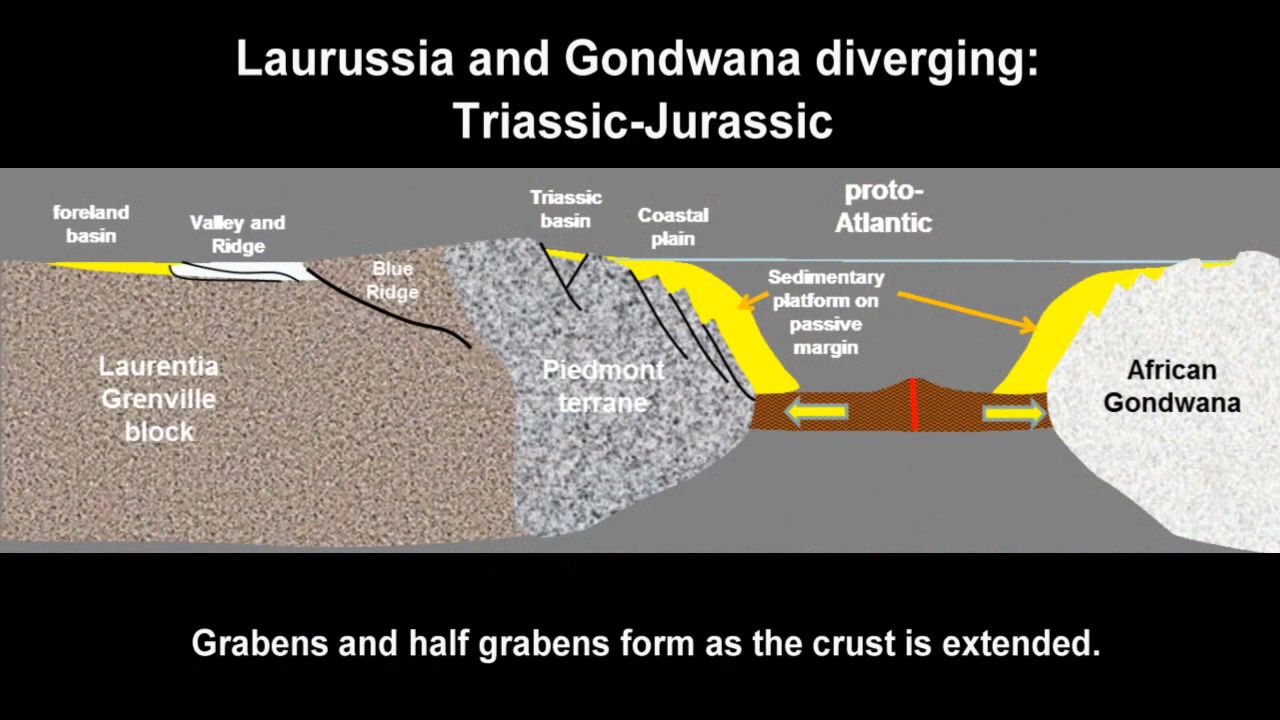 Laurussia and Gondwana diverging:
Triassic-Jurassic
foreland
basin
Valley and
Ridge
Blue
Ridge
Triassic
basin
Coastal
plain
proto-
Atlantic
Sedimentary
platform on
passive
margin
Laurentia
Grenville
block
Piedmont
terrane
African
Gondwana
Grabens and half grabens form as the crust is extended.